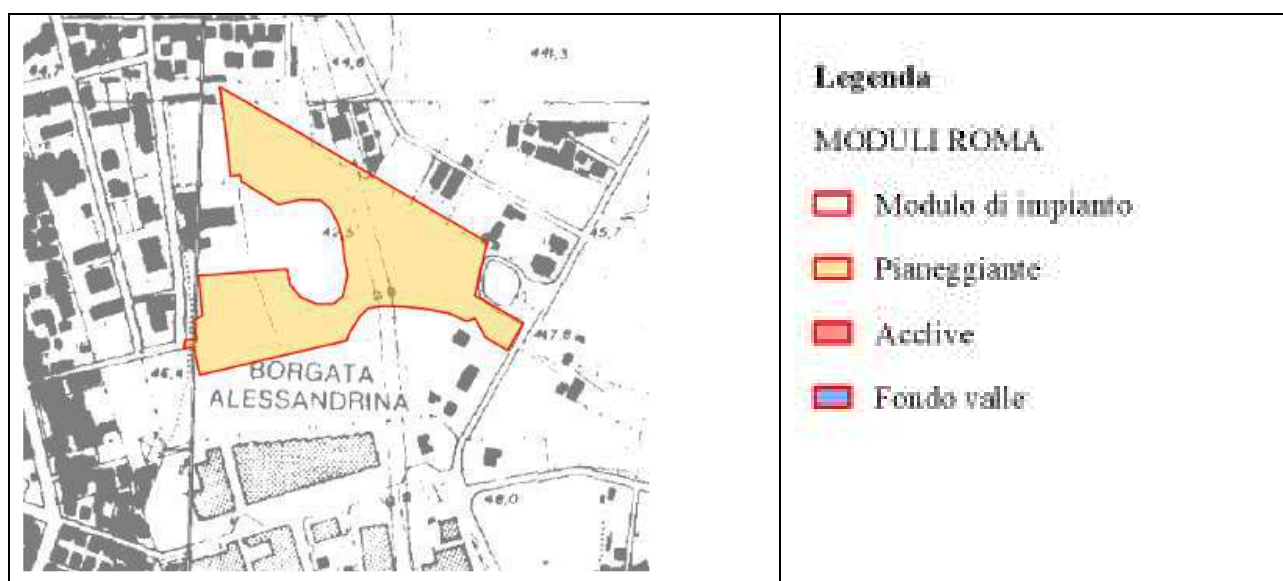 44,7
44,6
441,3
42,5
45,7
47,8
46,4
BORGATA
ALESSANDRINA
48,0
Legenda
MODULI ROMA
Modulo di impianto
Pianeggiante
Acclive
Fondo valle